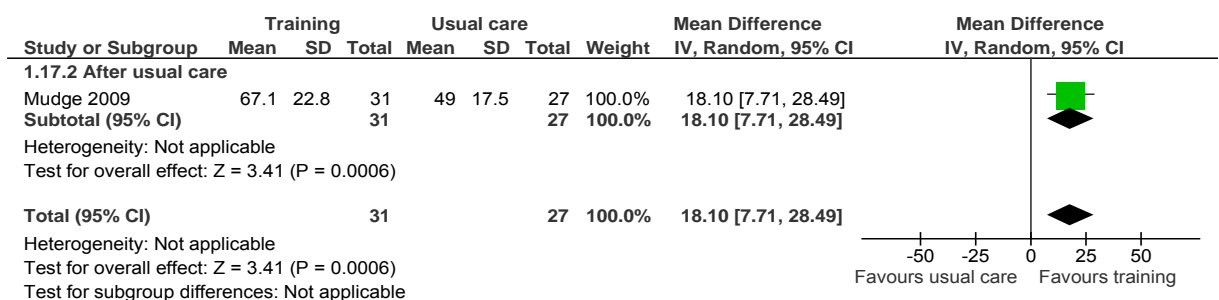 Training Usual care Mean Difference Mean Difference
Study or Subgroup Mean SD Total Mean SD Total Weight IV, Random, 95% CI IV, Random, 95% CI
1.17.2 After usual care
Mudge 2009 67.1 22.8 31 49 17.5 27 100.0% 18.10 [7.71, 28.49]
Subtotal (95% CI) 31 27 100.0% 18.10 [7.71, 28.49]
Heterogeneity: Not applicable
Test for overall effect: Z = 3.41 (P = 0.0006)
Total (95% CI) 31 27 100.0% 18.10 [7.71, 28.49]
Heterogeneity: Not applicable
Test for overall effect: Z = 3.41 (P = 0.0006)
Test for subgroup differences: Not applicable
-50 -25 0 25 50
Favours usual care Favours training